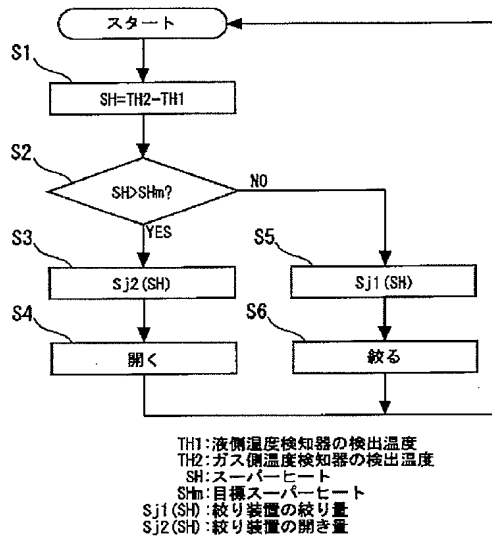 スタート
S1
SH=TH2-TH1
S2
SH>SHm?
NO
YES
S3
Sj2(SH)
S5
Sj1(SH)
S4
開く
S6
絞る
TH1:液側温度検知器の検出温度
TH2:ガス側温度検知器の検出温度
SH:スーパーヒート
SHm:目標スーパーヒート
Sj1(SH):絞り装置の絞り量
Sj2(SH):絞り装置の開き量